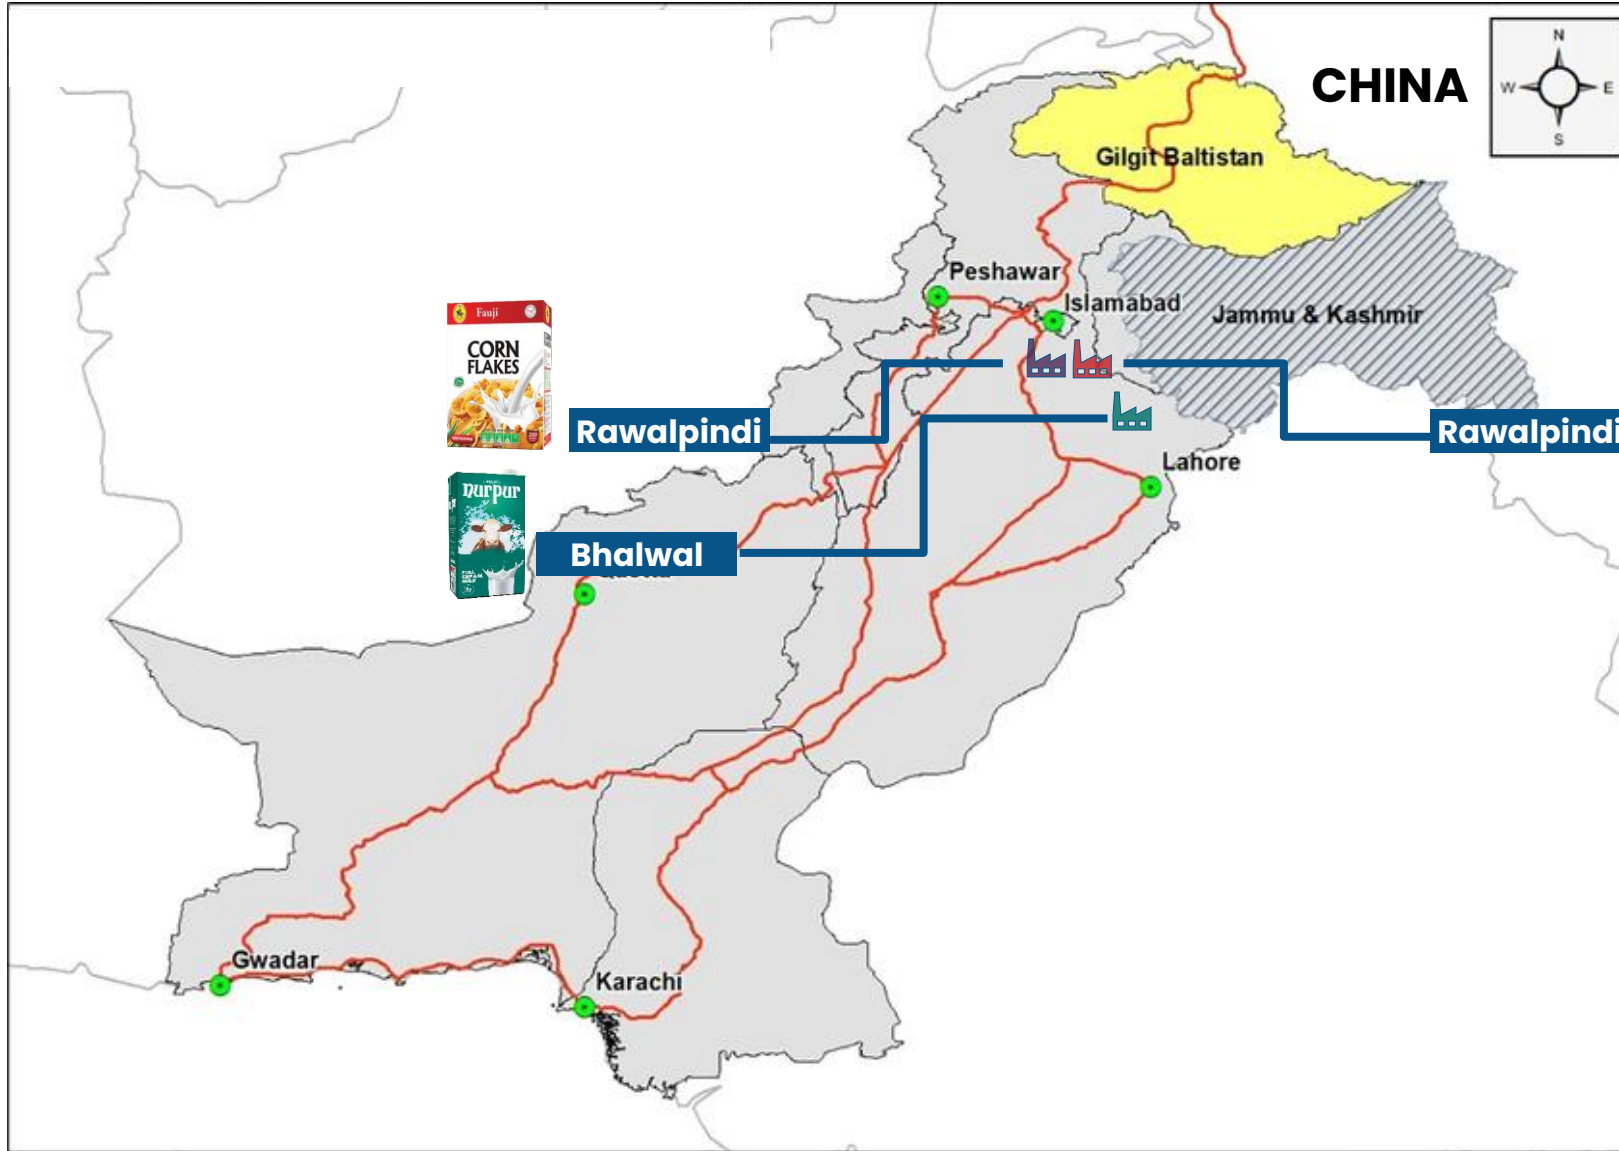 CHINA
N
W
E
S
Gilgit Baltistan
Peshawar
Islamabad
Jammu & Kashmir
Fauji
CORN
FLAKES
Rawalpindi
Rawalpindi
Lahore
nurpur
Bhalwal
Gwadar
Karachi